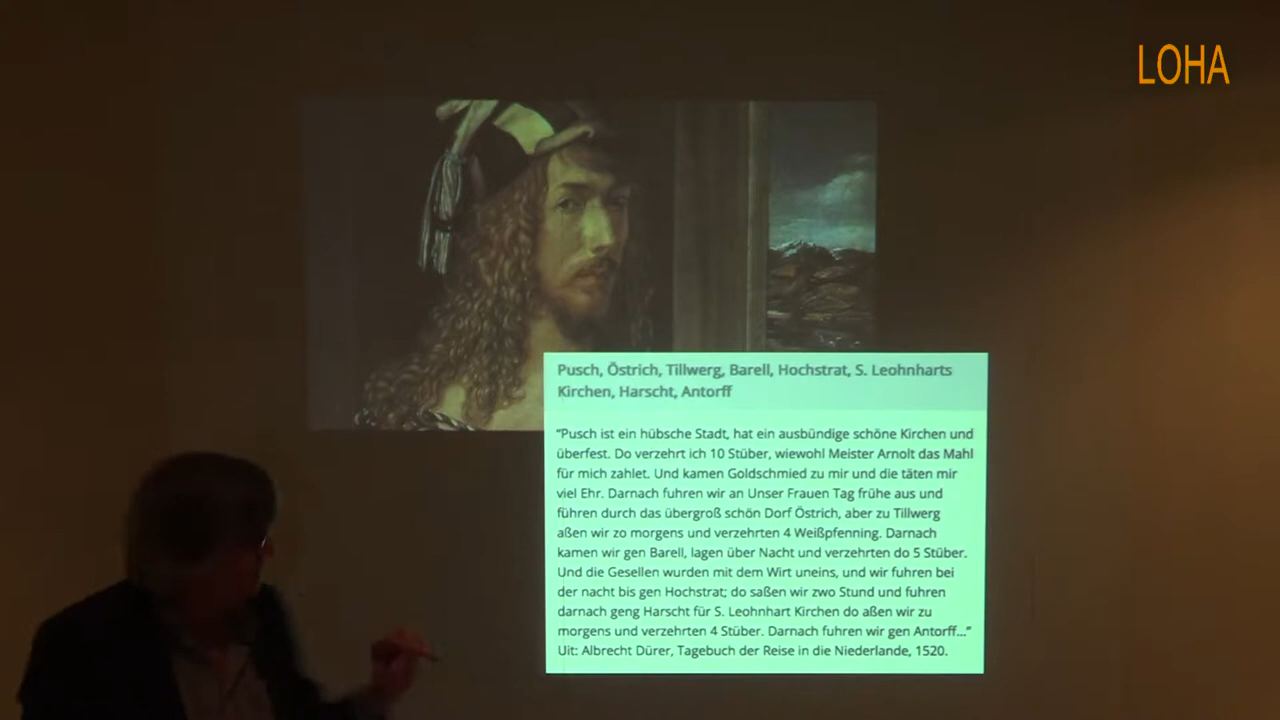 LOHA
Pusch, Östrich, Tillwerg, Barell, Hochstrat, S. Leohnharts
Kirchen, Harscht, Antorff
“Pusch ist ein hübsche Stadt, hat ein ausbündige schöne Kirchen und
überfest. Do verzehrt ich 10 Stüber, wiewohl Meister Arnolt das Mahl
für mich zahlet. Und kamen Goldschmied zu mir und die täten mir
viel Ehr. Darnach fuhren wir an Unser Frauen Tag frühe aus und
führen durch das übergroß schön Dorf Östrich, aber zu Tillwerg
aßen wir zo morgens und verzehrten 4 Weißpfenning. Darnach
kamen wir gen Barell, lagen über Nacht und verzehrten do 5 Stüber.
Und die Gesellen wurden mit dem Wirt uneins, und wir fuhren bei
der nacht bis gen Hochstrat; do saßen wir zwo Stund und fuhren
darnach geng Harscht für S. Leohnhart Kirchen do aßen wir zu
morgens und verzehrten 4 Stüber. Darnach fuhren wir gen Antorff...”
Uit: Albrecht Dürer, Tagebuch der Reise in die Niederlande, 1520.